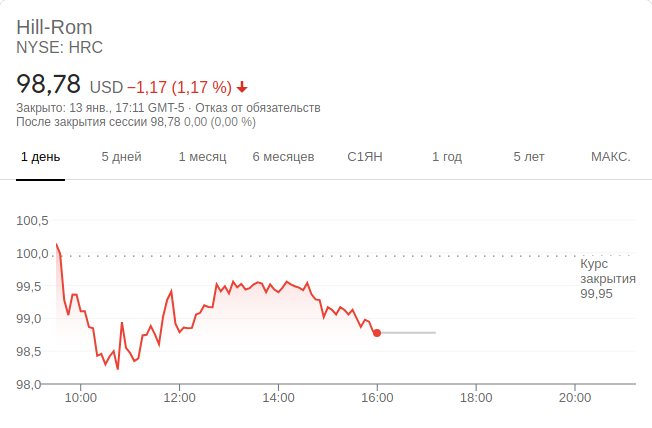 Hill-Rom
NYSE: HRC
98,78 USD −1,17 (1,17 %)
Закрыто: 13 янв., 17:11 GMT-5 · Отказ от обязательств
После закрытия сессии 98,78 0,00 (0,00 %)
1 день 5 дней 1 месяц 6 месяцев С1ЯН 1 год 5 лет МАКС.
100,5
100,0
Курс
закрытия
99,95
99,5
99,0
98,5
98,0
10:00 12:00 14:00 16:00 18:00 20:00